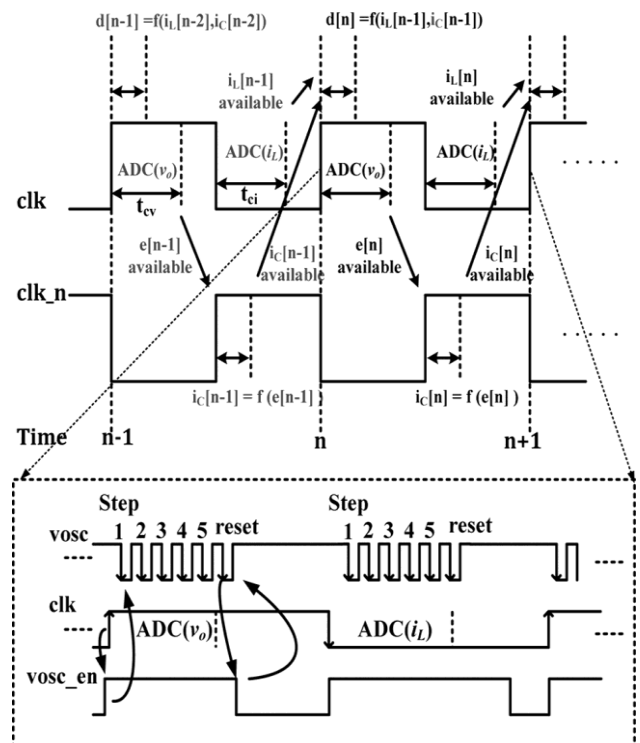 d[n-1] =f(iL[n-2],iC[n-2]) d[n] =f(iL[n-1],iC[n-1])
iL[n-1] available iL[n] available
ADC(vo) ADC(iL) ADC(vo) ADC(iL) . . . . .
clk tcv tci
e[n-1] available iC[n-1] available e[n] available iC[n] available
clk_n
. . . . .
iC[n-1] = f (e[n-1] ) iC[n] = f (e[n] )
Time n-1 n n+1
Step Step
vosc 1 2 3 4 5 reset 1 2 3 4 5 reset
clk ADC(vo) ADC(iL)
vosc_en